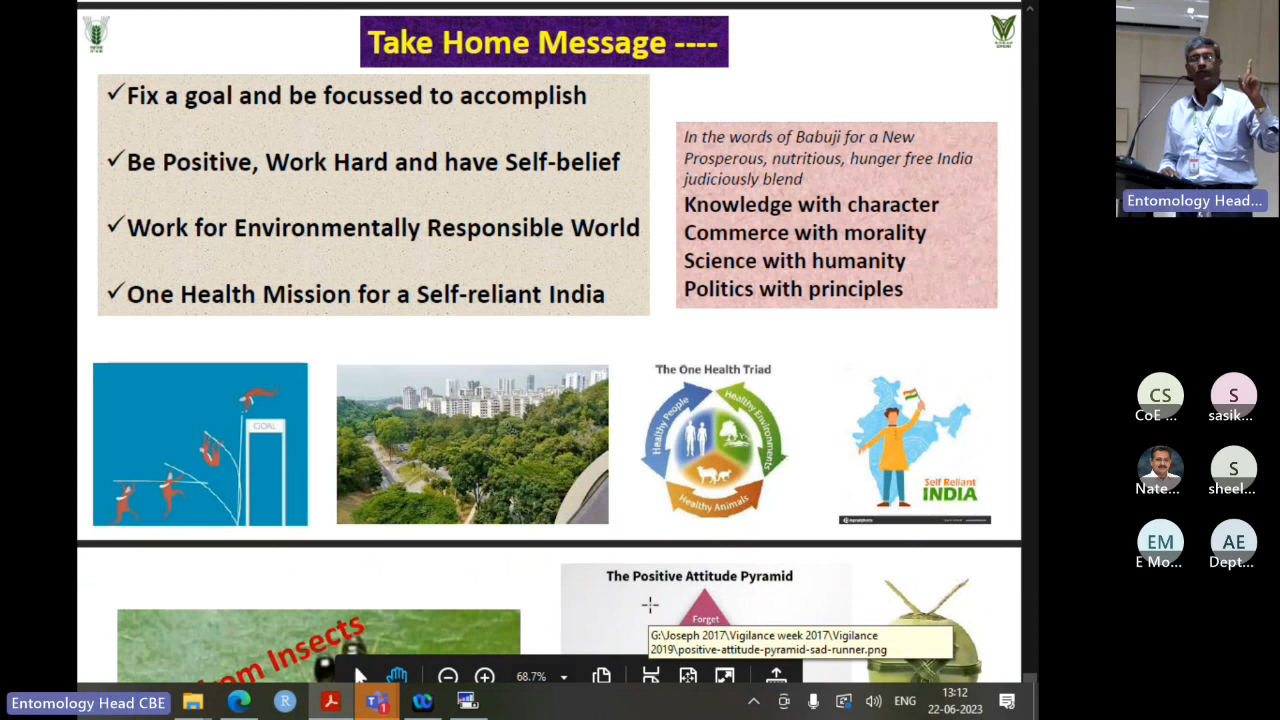 Take Home Message ----
✓Fix a goal and be focussed to accomplish
✓Be Positive, Work Hard and have Self-belief
✓Work for Environmentally Responsible World
✓One Health Mission for a Self-reliant India
In the words of Babuji for a New
Prosperous, nutritious, hunger free India
judiciously blend
Knowledge with character
Commerce with morality
Science with humanity
Politics with principles
GOAL
The One Health Triad
Healthy People
Healthy Environments
Healthy Animals
Self Reliant
INDIA
The Positive Attitude Pyramid
Forget
G:\Joseph 2017\Vigilance week 2017\Vigilance
2019\positive-attitude-pyramid-sad-runner.png
Insects
68.7%
Entomology Head...
CS
CoE ...
S
sasik...
Nate...
S
sheel...
EM
E Mo...
AE
Dept...
Entomology Head CBE
R
1
ENG
13:12
22-06-2023